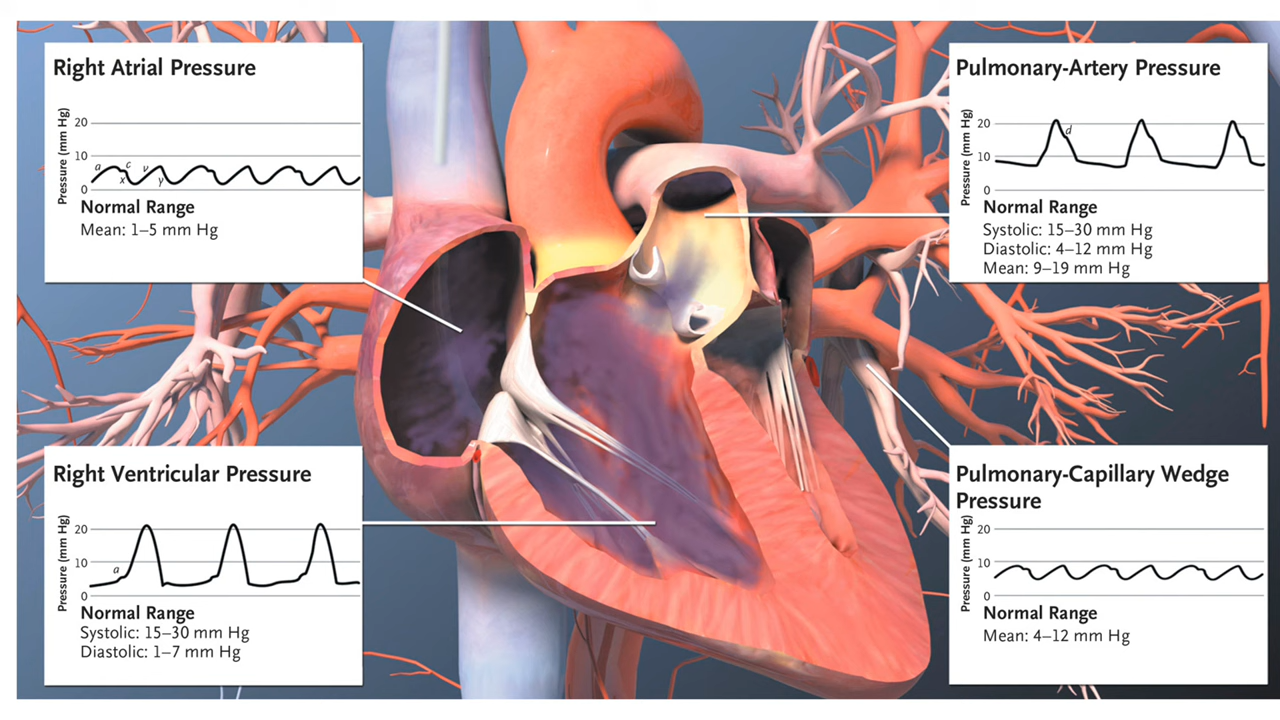 Right Atrial Pressure
Pressure (mm Hg)
20
10
0
a
c
x
v
y
Normal Range
Mean: 1–5 mm Hg
Pulmonary-Artery Pressure
Pressure (mm Hg)
20
10
0
d
Normal Range
Systolic: 15–30 mm Hg
Diastolic: 4–12 mm Hg
Mean: 9–19 mm Hg
Right Ventricular Pressure
Pressure (mm Hg)
20
10
0
a
Normal Range
Systolic: 15–30 mm Hg
Diastolic: 1–7 mm Hg
Pulmonary-Capillary Wedge
Pressure
Pressure (mm Hg)
20
10
0
Normal Range
Mean: 4–12 mm Hg